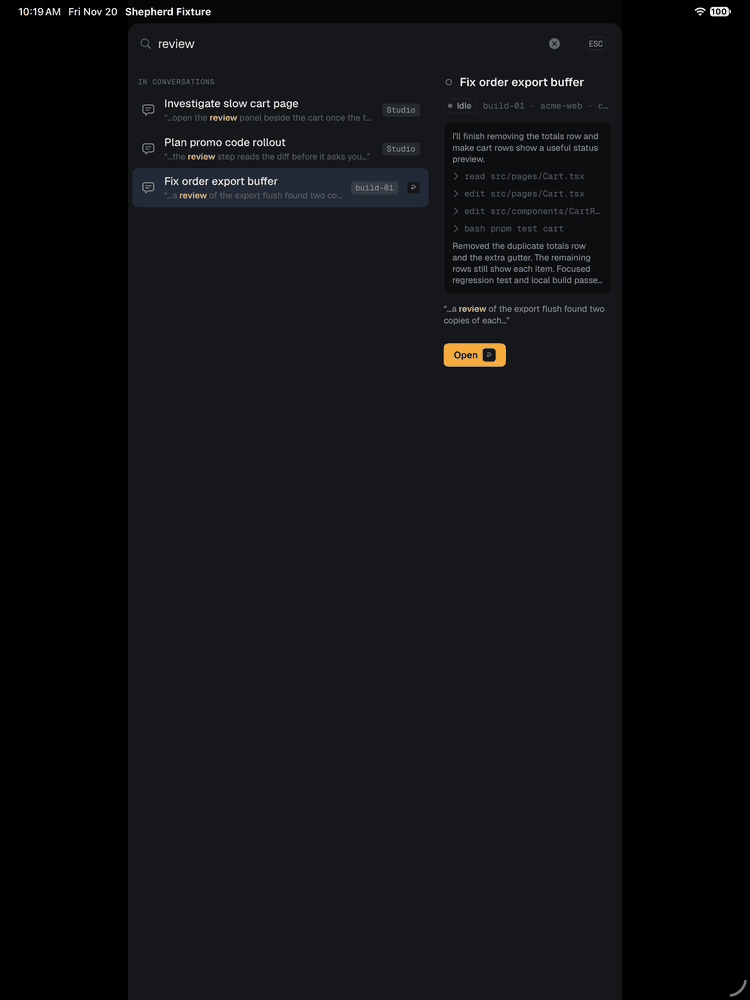 10:19 AM Fri Nov 20 Shepherd Fixture
100
review
ESC
IN CONVERSATIONS
Investigate slow cart page
"…open the review panel beside the cart once the t…
Studio
Plan promo code rollout
"…the review step reads the diff before it asks you…"
Studio
Fix order export buffer
"…a review of the export flush found two co…
build-01
Fix order export buffer
Idle
build-01 · acme-web · c…
I'll finish removing the totals row and
make cart rows show a useful status
preview.
read src/pages/Cart.tsx
edit src/pages/Cart.tsx
edit src/components/CartR…
bash pnpm test cart
Removed the duplicate totals row
and the extra gutter. The remaining
rows still show each item. Focused
regression test and local build passe…
"…a review of the export flush found two
copies of each…"
Open